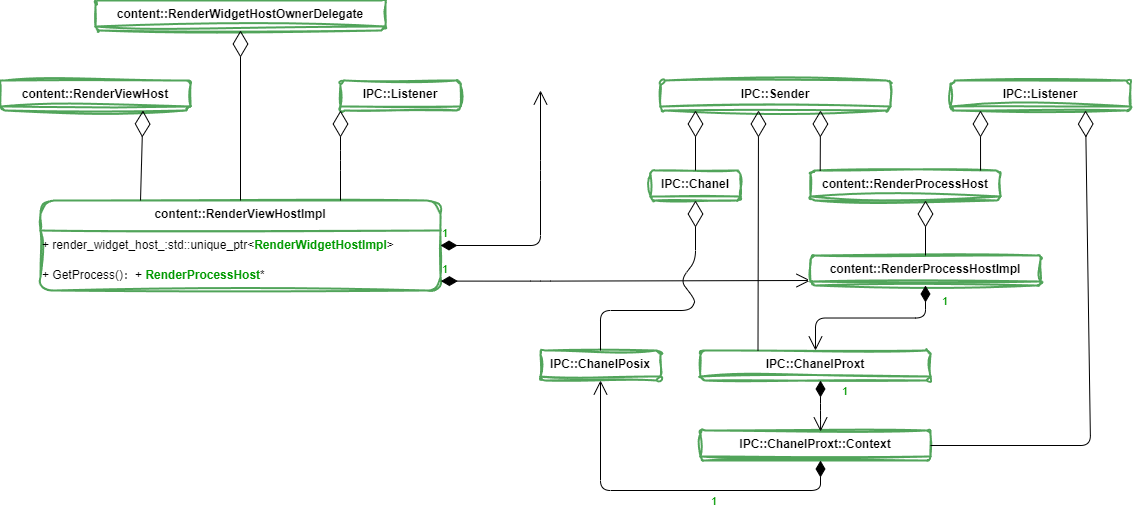 content::RenderWidgetHostOwnerDelegate
content::RenderViewHost
IPC::Listener
IPC::Sender
IPC::Listener
IPC::Chanel
content::RenderProcessHost
content::RenderViewHostImpl
+ render_widget_host_:std::unique_ptr<RenderWidgetHostImpl>
1
+ GetProcess(): + RenderProcessHost*
1
content::RenderProcessHostImpl
1
IPC::ChanelPosix
IPC::ChanelProxt
1
IPC::ChanelProxt::Context
1